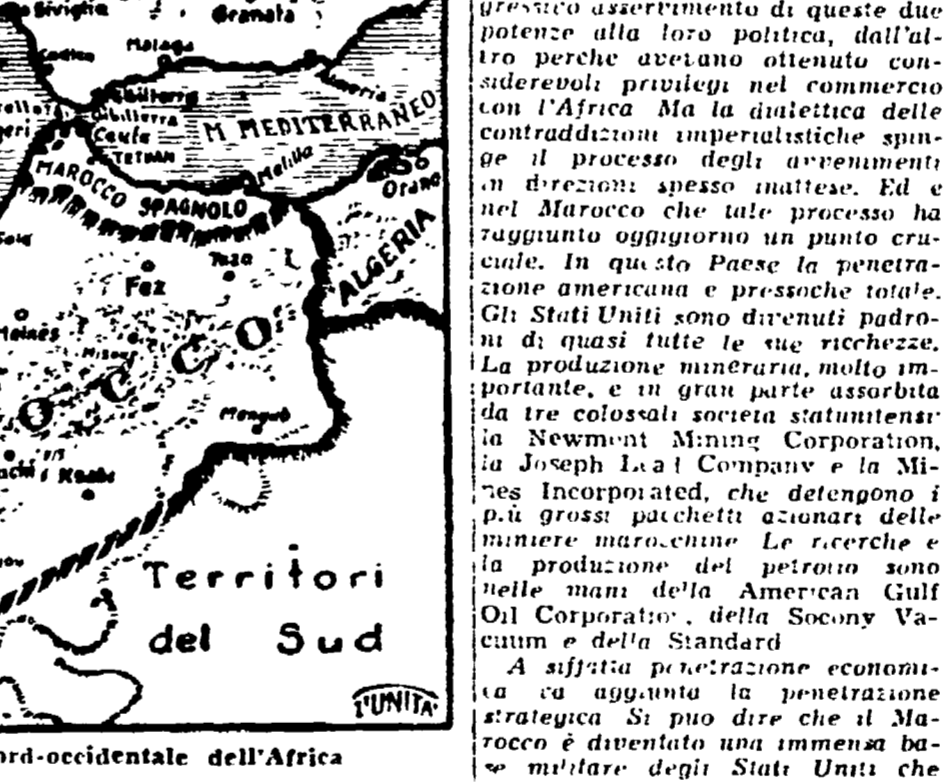 Siviglia
Granata
Malaga
Gibilterra
Ceuta
TETUAN
M MEDITERRANEO
Melilla
Orano
MAROCCO SPAGNOLO
ALGERIA
Taza
Fez
O C C O
Territori
del Sud
L'UNITA'
ord-occidentale dell'Africa
asservimento di queste due
potenze alla loro politica, dall'al-
tro perche avevano ottenuto con-
siderevoli privilegi nel commercio
con l'Africa Ma la dialettica delle
contraddizioni imperialistiche spin-
ge il processo degli avvenimenti
in direzioni spesso inattese. Ed e
nel Marocco che tale processo ha
raggiunto oggigiorno un punto cru-
ciale. In questo Paese la penetra-
zione americana e pressoche totale.
Gli Stati Uniti sono divenuti padro-
ni di quasi tutte le sue ricchezze.
La produzione mineraria, molto im-
portante, e in gran parte assorbita
da tre colossali societa statunitensi
la Newmont Mining Corporation,
la Joseph Lead Company e la Mi-
nes Incorporated, che detengono i
più grossi pacchetti azionari delle
miniere marocchine Le ricerche e
la produzione del petrolio sono
nelle mani della American Gulf
Oil Corporation, della Socony Va-
cuum e della Standard
A siffatta penetrazione economi-
ca va aggiunta la penetrazione
strategica Si puo dire che il Ma-
rocco è diventato una immensa ba-
se militare degli Stati Uniti che